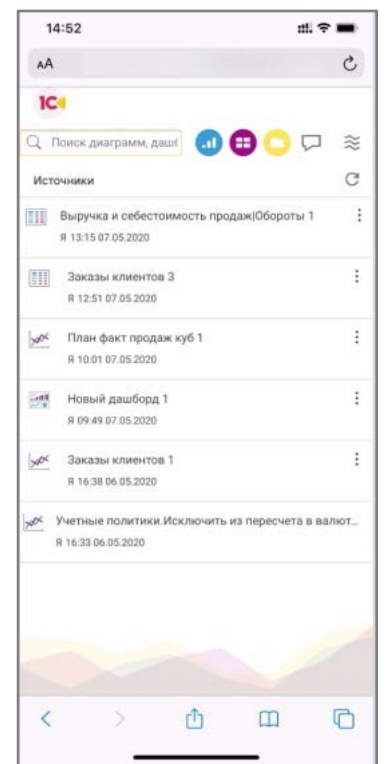 14:52
AA
1С
Поиск диаграмм, даш
Источники
Выручка и себестоимость продаж|Обороты 1
Я 13:15 07.05.2020
Заказы клиентов 3
Я 12:51 07.05.2020
План факт продаж куб 1
Я 10:01 07.05.2020
Новый дашборд 1
Я 09:49 07.05.2020
Заказы клиентов 1
Я 16:38 06.05.2020
Учетные политики.Исключить из пересчета в валют...
Я 16:33 06.05.2020